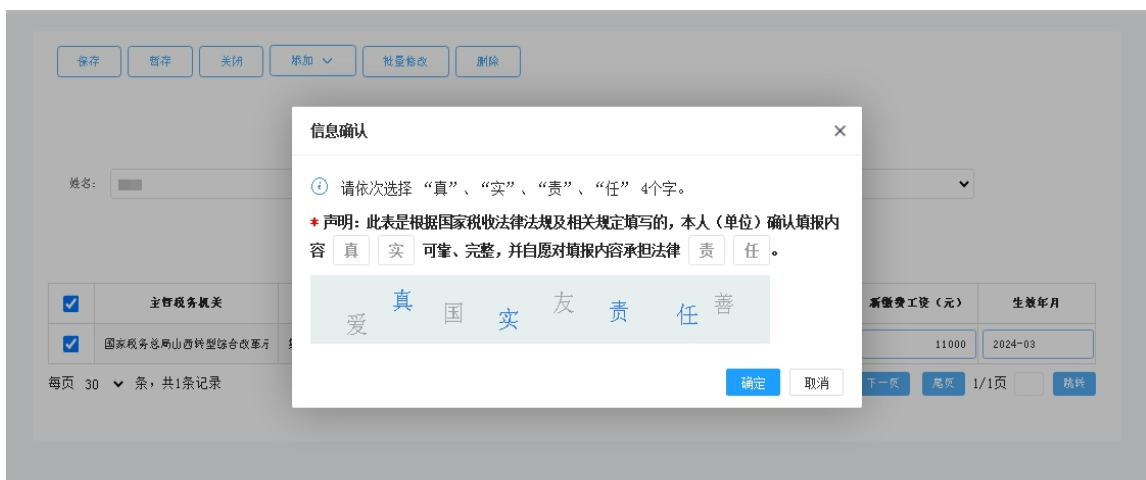 保存 暂存 关闭 添加 批量修改 删除
信息确认
姓名:
请依次选择 “真”、“实”、“责”、“任” 4个字。
* 声明：此表是根据国家税收法律法规及相关规定填写的，本人（单位）确认填报内
容 真 实 可靠、完整，并自愿对填报内容承担法律 责 任 。
爱 真 国 实 友 责 任 善
主管税务机关 新缴费工资（元） 生效年月
国家税务总局山西转型综合改革 11000 2024-03
每页 30 条，共1条记录 下一页 尾页 1/1页 跳转
确定 取消